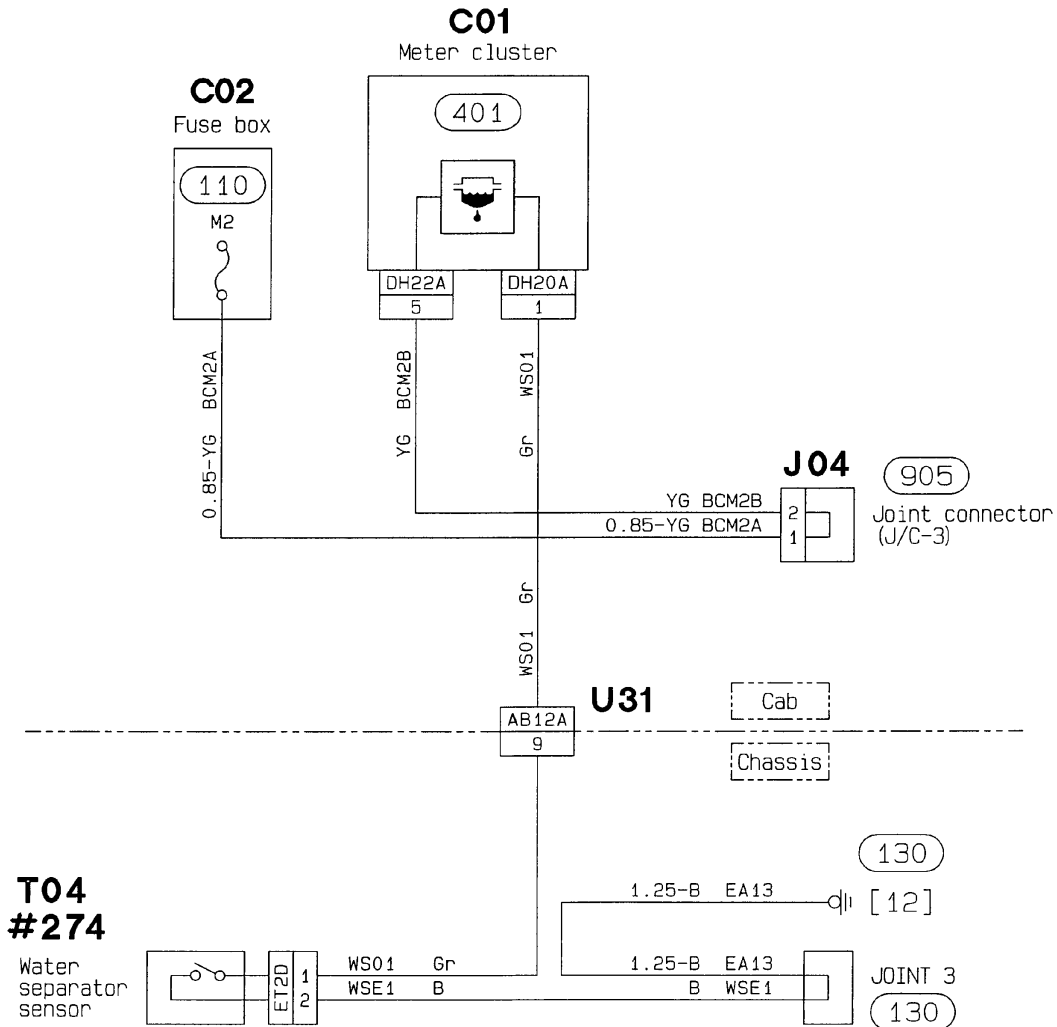 C01
Meter cluster
401
C02
Fuse box
110
M2
DH22A
5
DH20A
1
0.85-YG BCM2A
YG BCM2B
Gr WS01
J04
905
Joint connector
(J/C-3)
YG BCM2B
2
0.85-YG BCM2A
1
WS01 Gr
U31
AB12A
9
Cab
Chassis
130
1.25-B EA13
[12]
T04
#274
Water
separator
sensor
ET2D
1
2
WS01 Gr
WSE1 B
1.25-B EA13
B WSE1
JOINT 3
130